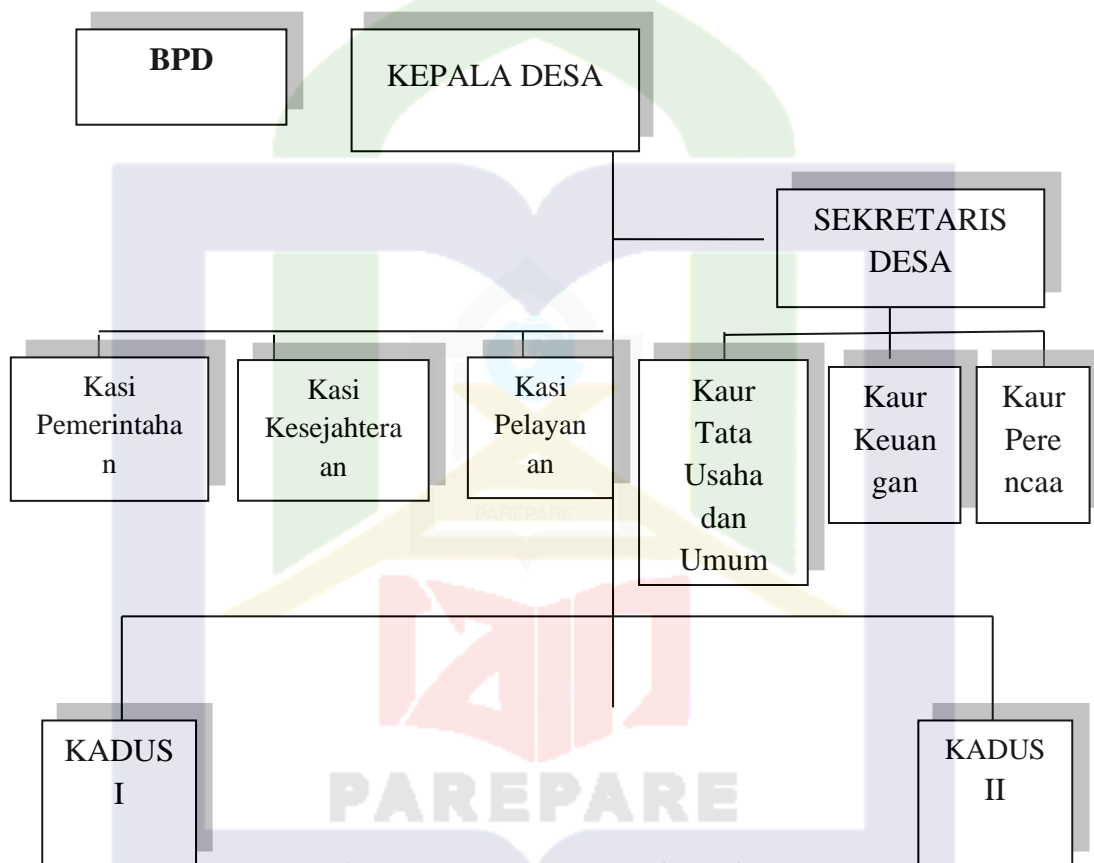 BPD
KEPALA DESA
SEKRETARIS
DESA
Kasi
Pemerintaha
n
Kasi
Kesejahtera
an
Kasi
Pelayan
an
Kaur
Tata
Usaha
dan
Umum
Kaur
Keuan
gan
Kaur
Pere
ncaa
PAREPARE
KADUS
I
KADUS
II
PAREPARE